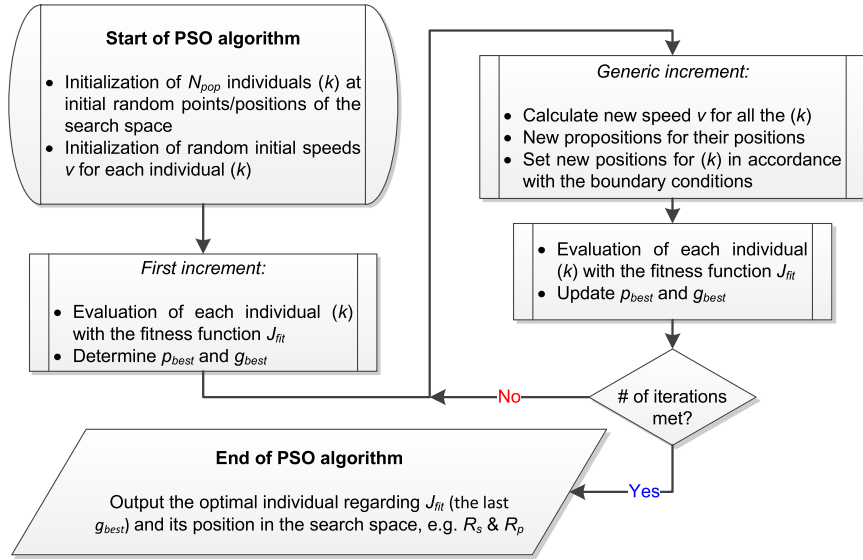 Start of PSO algorithm
• Initialization of Npop individuals (k) at
initial random points/positions of the
search space
• Initialization of random initial speeds
v for each individual (k)
First increment:
• Evaluation of each individual (k)
with the fitness function Jfit
• Determine pbest and gbest
Generic increment:
• Calculate new speed v for all the (k)
• New propositions for their positions
• Set new positions for (k) in accordance
with the boundary conditions
• Evaluation of each individual
(k) with the fitness function Jfit
• Update pbest and gbest
# of iterations
met?
No
Yes
End of PSO algorithm
Output the optimal individual regarding Jfit (the last
gbest) and its position in the search space, e.g. Rs & Rp